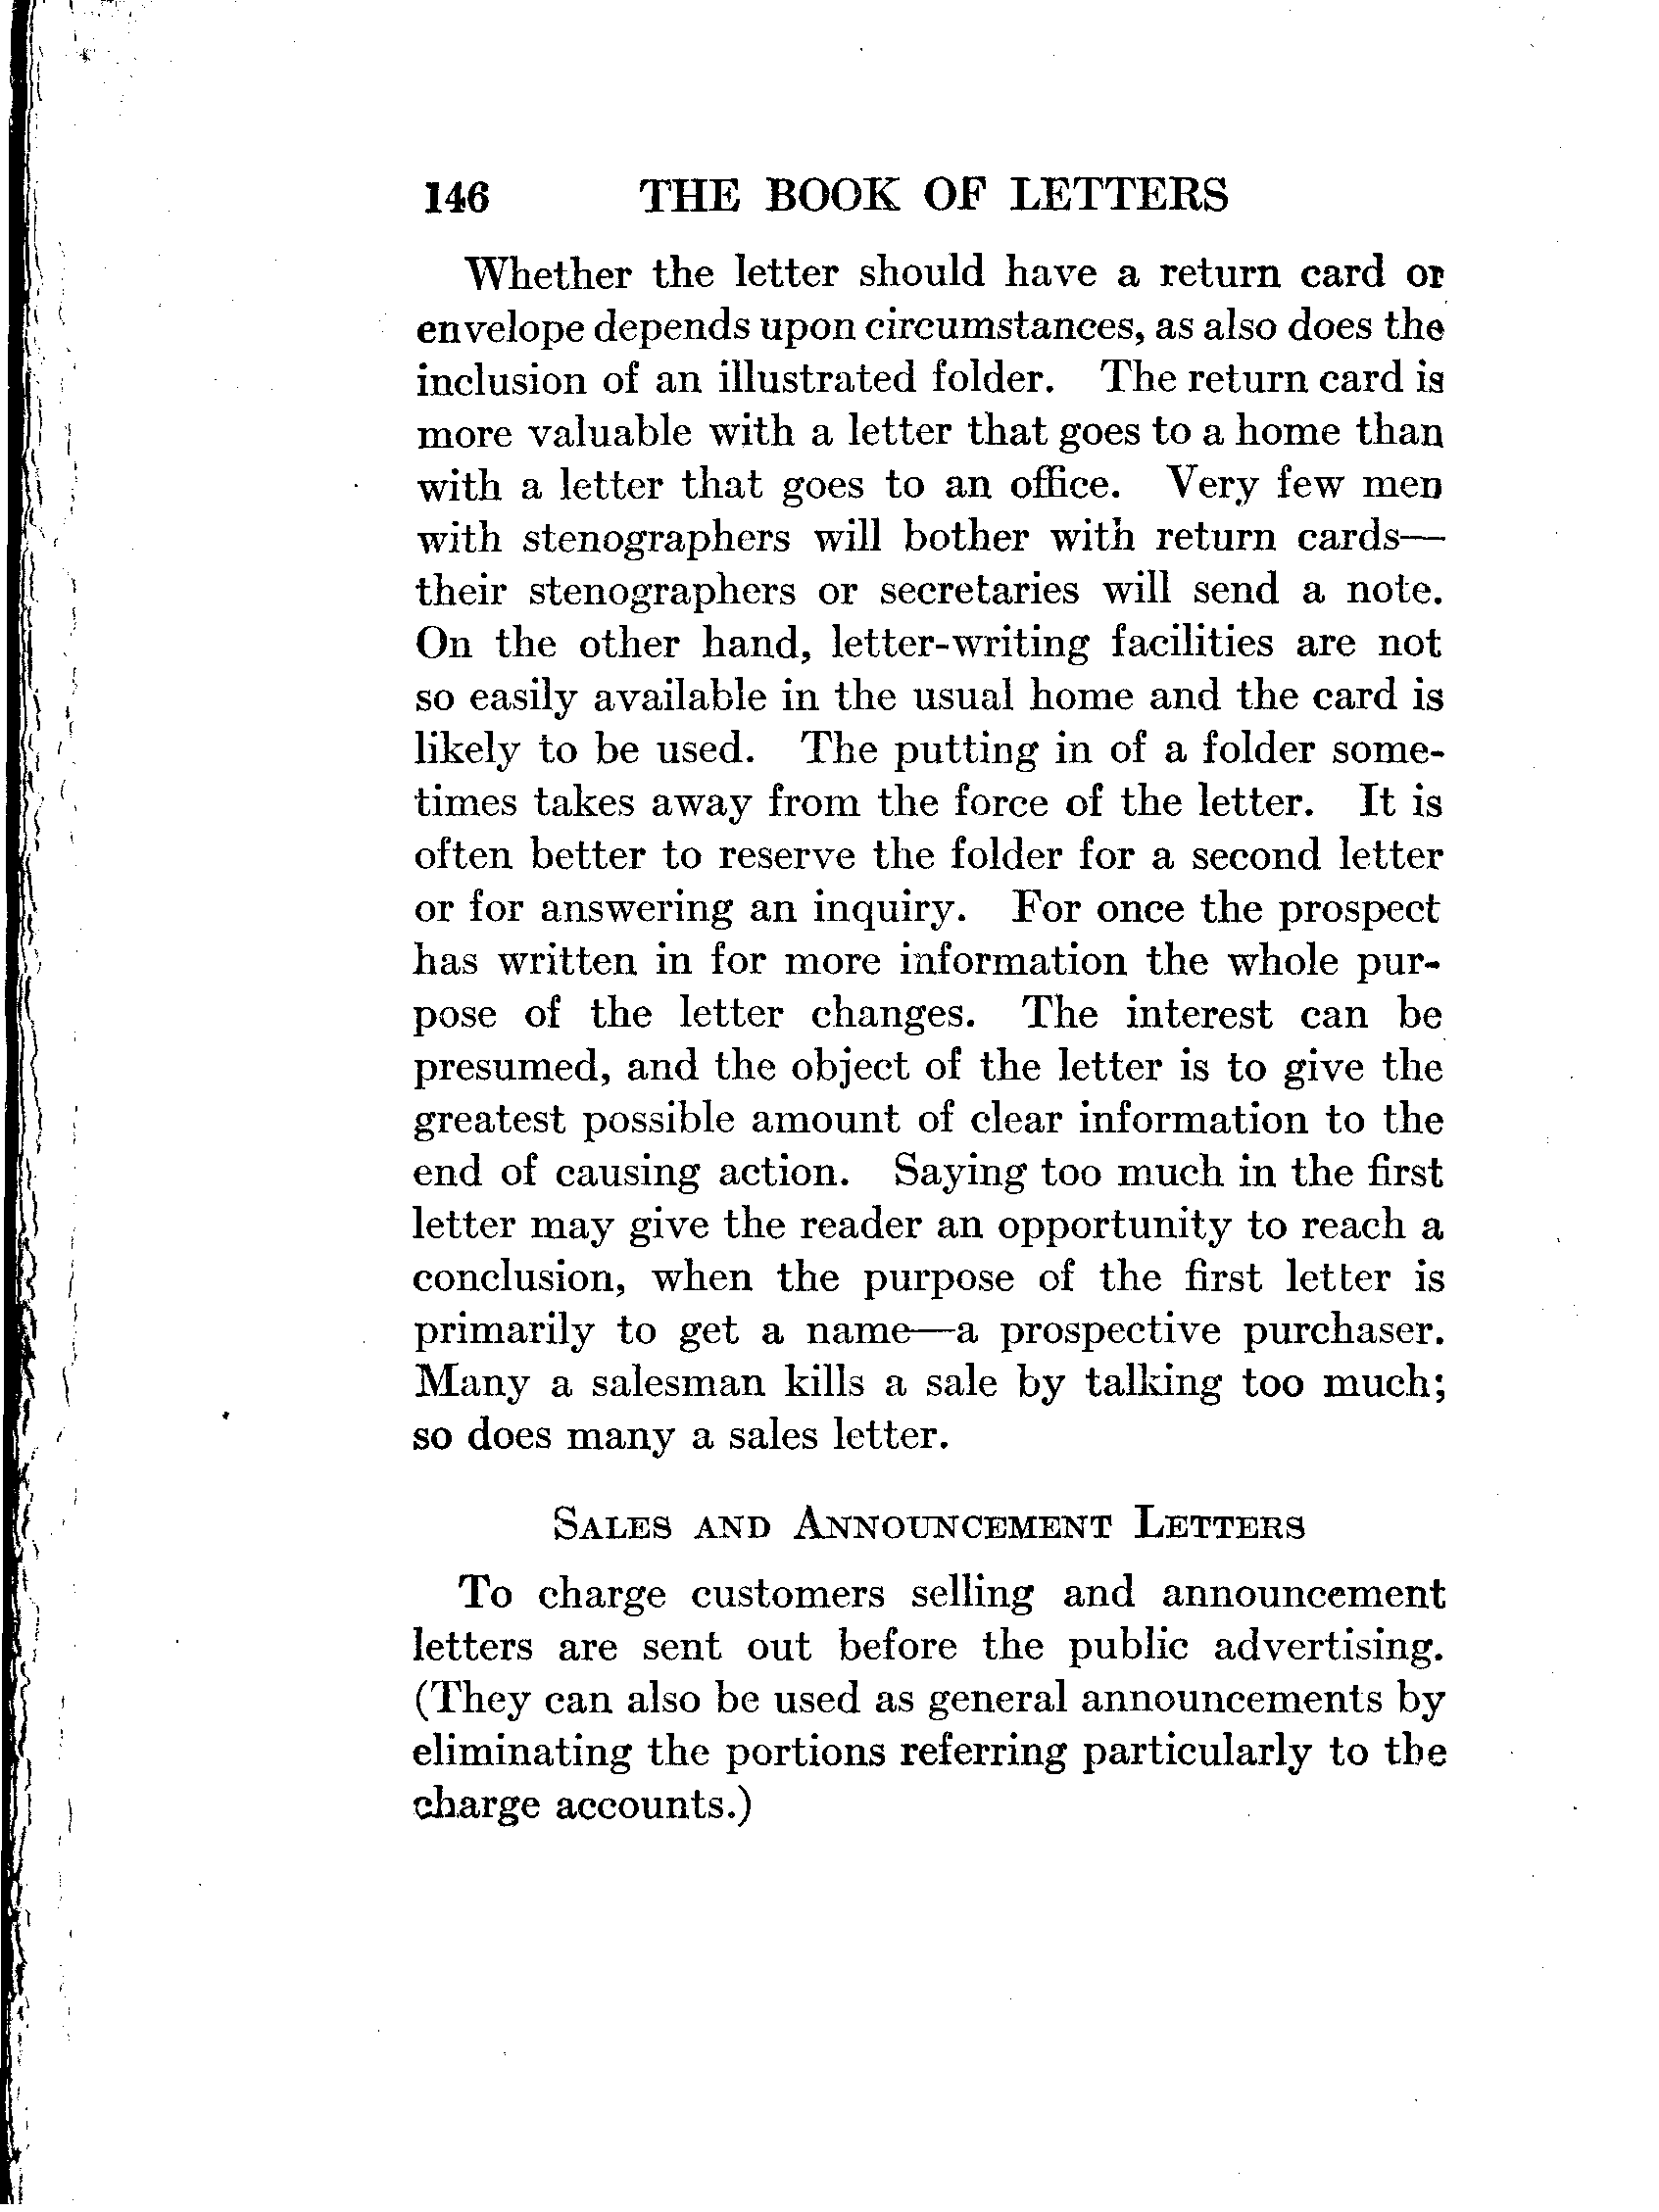 146 THE BOOK OF LETTERS
Whether the letter should have a return card or
envelope depends upon circumstances, as also does the
inclusion of an illustrated folder. The return card is
more valuable with a letter that goes to a home than
with a letter that goes to an office. Very few men
with stenographers will bother with return cards—
their stenographers or secretaries will send a note.
On the other hand, letter-writing facilities are not
so easily available in the usual home and the card is
likely to be used. The putting in of a folder some-
times takes away from the force of the letter. It is
often better to reserve the folder for a second letter
or for answering an inquiry. For once the prospect
has written in for more information the whole pur-
pose of the letter changes. The interest can be
presumed, and the object of the letter is to give the
greatest possible amount of clear information to the
end of causing action. Saying too much in the first
letter may give the reader an opportunity to reach a
conclusion, when the purpose of the first letter is
primarily to get a name—a prospective purchaser.
Many a salesman kills a sale by talking too much;
so does many a sales letter.
SALES AND ANNOUNCEMENT LETTERS
To charge customers selling and announcement
letters are sent out before the public advertising.
(They can also be used as general announcements by
eliminating the portions referring particularly to the
charge accounts.)